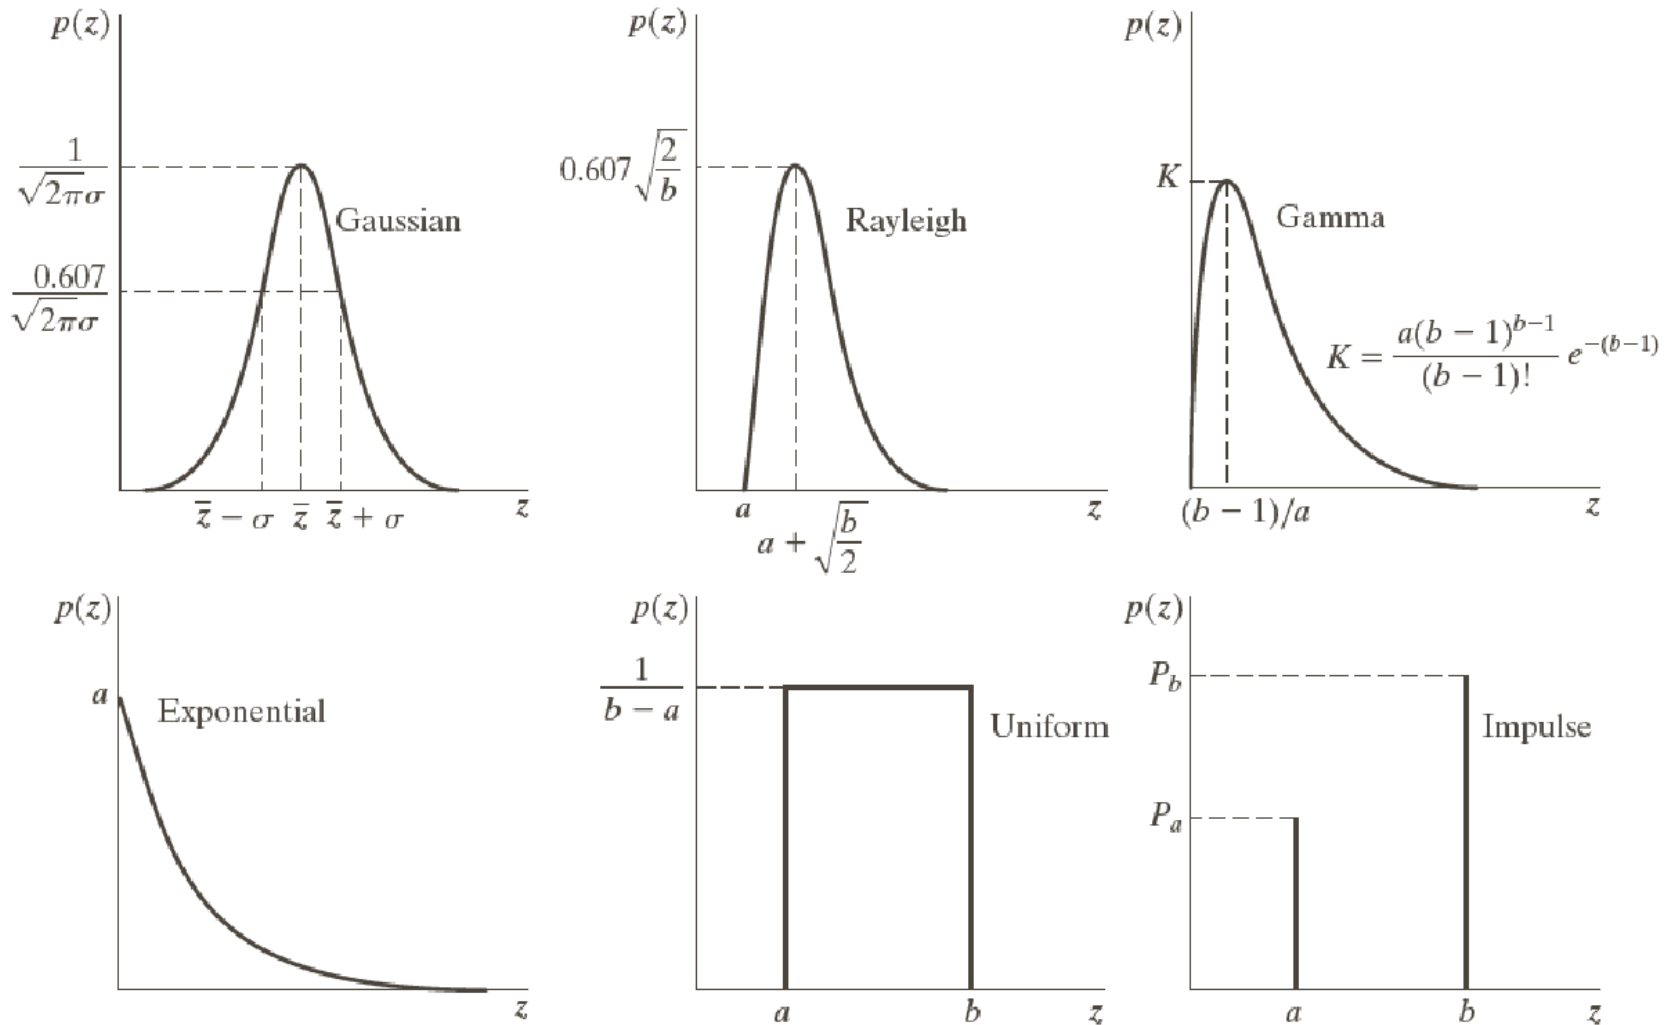 p(z)
1
√2πσ
Gaussian
0.607
√2πσ
z̄ − σ z̄ z̄ + σ z
p(z)
0.607 √2/b
Rayleigh
a z
a + √b/2
p(z)
K
Gamma
K = a(b − 1)^{b−1} / (b − 1)! e^{−(b−1)}
(b − 1)/a z
p(z)
a
Exponential
z
p(z)
1
b − a
Uniform
a b z
p(z)
P_b
Impulse
P_a
a b z